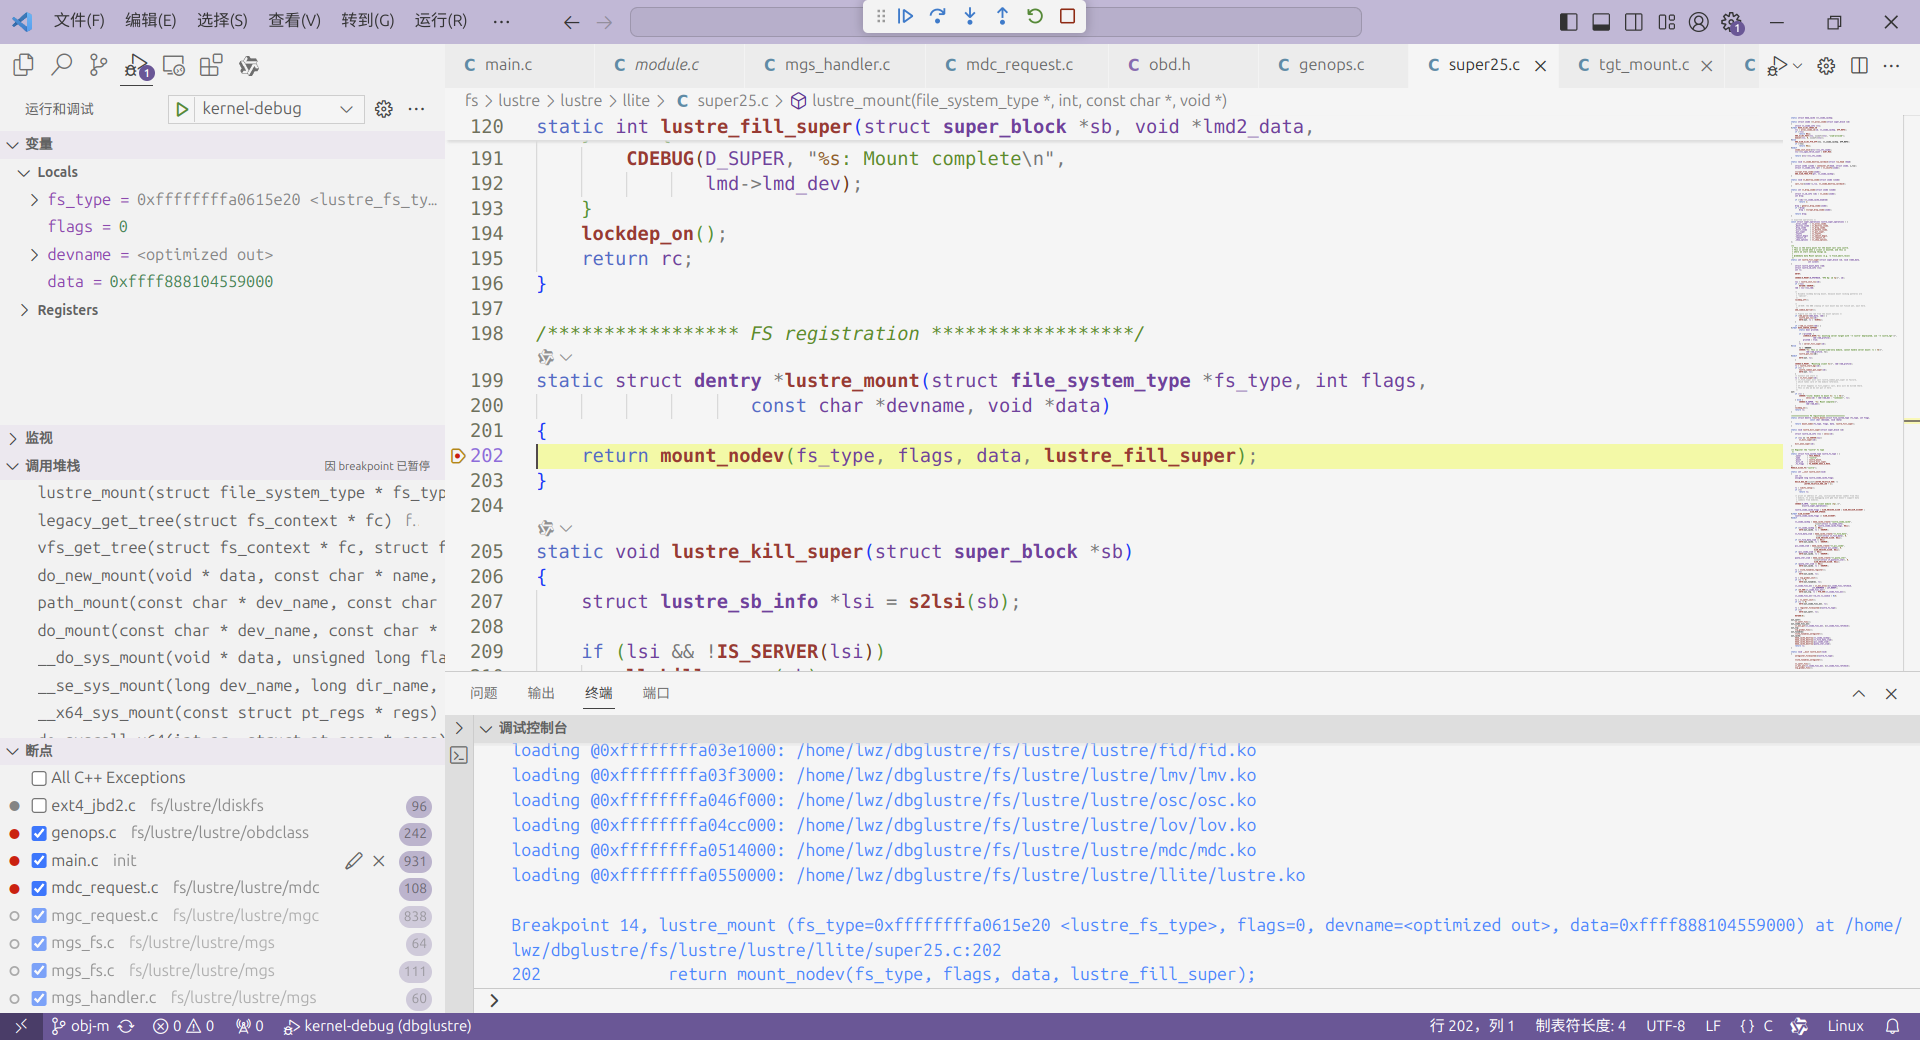 文件(F) 编辑(E) 选择(S) 查看(V) 转到(G) 运行(R) ···
运行和调试 kernel-debug
变量
Locals
fs_type = 0xffffffffa0615e20 <lustre_fs_ty…
flags = 0
devname = <optimized out>
data = 0xffff888104559000
Registers
监视
调用堆栈 因 breakpoint 已暂停
lustre_mount(struct file_system_type * fs_typ
legacy_get_tree(struct fs_context * fc) f…
vfs_get_tree(struct fs_context * fc, struct f
do_new_mount(void * data, const char * name,
path_mount(const char * dev_name, const char
do_mount(const char * dev_name, const char *
__do_sys_mount(void * data, unsigned long fla
__se_sys_mount(long dev_name, long dir_name,
__x64_sys_mount(const struct pt_regs * regs)
断点
All C++ Exceptions
ext4_jbd2.c fs/lustre/ldiskfs 96
genops.c fs/lustre/lustre/obdclass 242
main.c init 931
mdc_request.c fs/lustre/lustre/mdc 108
mgc_request.c fs/lustre/lustre/mgc 838
mgs_fs.c fs/lustre/lustre/mgs 64
mgs_fs.c fs/lustre/lustre/mgs 111
mgs_handler.c fs/lustre/lustre/mgs 60
C main.c C module.c C mgs_handler.c C mdc_request.c C obd.h C genops.c C super25.c C tgt_mount.c C
fs > lustre > lustre > llite > C super25.c > lustre_mount(file_system_type *, int, const char *, void *)
120 static int lustre_fill_super(struct super_block *sb, void *lmd2_data,
191 CDEBUG(D_SUPER, "%s: Mount complete\n",
192 lmd->lmd_dev);
193 }
194 lockdep_on();
195 return rc;
196 }
197
198 /***************** FS registration ******************/
199 static struct dentry *lustre_mount(struct file_system_type *fs_type, int flags,
200 const char *devname, void *data)
201 {
202 return mount_nodev(fs_type, flags, data, lustre_fill_super);
203 }
204
205 static void lustre_kill_super(struct super_block *sb)
206 {
207 struct lustre_sb_info *lsi = s2lsi(sb);
208
209 if (lsi && !IS_SERVER(lsi))
问题 输出 终端 端口
调试控制台
loading @0xffffffffa03e1000: /home/lwz/dbglustre/fs/lustre/lustre/fid/fid.ko
loading @0xffffffffa03f3000: /home/lwz/dbglustre/fs/lustre/lustre/lmv/lmv.ko
loading @0xffffffffa046f000: /home/lwz/dbglustre/fs/lustre/lustre/osc/osc.ko
loading @0xffffffffa04cc000: /home/lwz/dbglustre/fs/lustre/lustre/lov/lov.ko
loading @0xffffffffa0514000: /home/lwz/dbglustre/fs/lustre/lustre/mdc/mdc.ko
loading @0xffffffffa0550000: /home/lwz/dbglustre/fs/lustre/lustre/llite/lustre.ko
Breakpoint 14, lustre_mount (fs_type=0xffffffffa0615e20 <lustre_fs_type>, flags=0, devname=<optimized out>, data=0xffff888104559000) at /home/
lwz/dbglustre/fs/lustre/lustre/llite/super25.c:202
202 return mount_nodev(fs_type, flags, data, lustre_fill_super);
obj-m 0 0 0 kernel-debug (dbglustre) 行 202，列 1 制表符长度: 4 UTF-8 LF {} C Linux